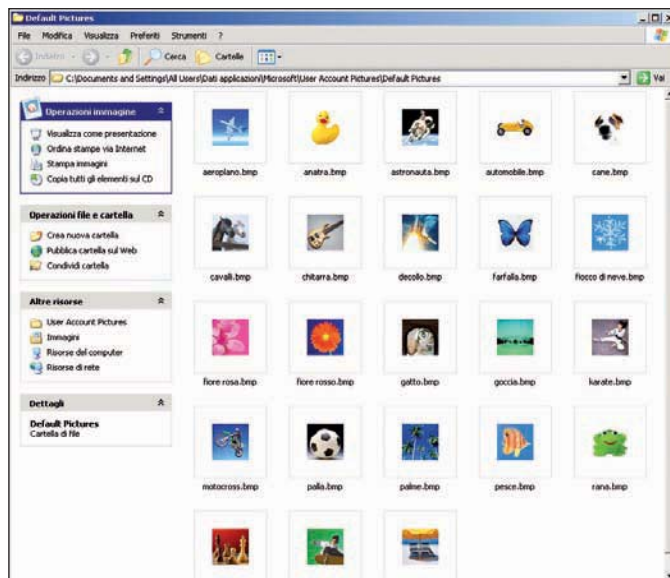 Default Pictures
File Modifica Visualizza Preferiti Strumenti ?
Indietro Cerca Cartelle
Indirizzo C:\Documents and Settings\All Users\Dati applicazioni\Microsoft\User Account Pictures\Default Pictures Vai
Operazioni immagine
Visualizza come presentazione
Ordina stampe via Internet
Stampa immagini
Copia tutti gli elementi sul CD
Operazioni file e cartella
Crea nuova cartella
Pubblica cartella sul Web
Condividi cartella
Altre risorse
User Account Pictures
Immagini
Risorse del computer
Risorse di rete
Dettagli
Default Pictures
Cartella di file
aeroplano.bmp anatra.bmp astronauta.bmp automobile.bmp cane.bmp
cavalli.bmp chitarra.bmp decollo.bmp farfalla.bmp fiocco di neve.bmp
fiore rosa.bmp fiore rosso.bmp gatto.bmp goccia.bmp karate.bmp
motocross.bmp palla.bmp palme.bmp pesce.bmp rana.bmp